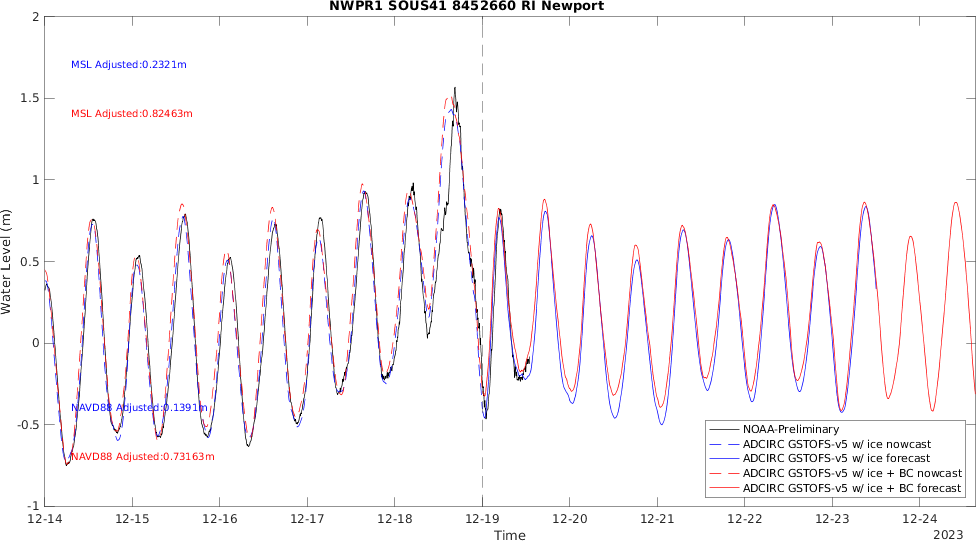 NWPR1 SOUS41 8452660 RI Newport
2
1.5
1
0.5
0
-0.5
-1
Water Level (m)
MSL Adjusted:0.2321m
MSL Adjusted:0.82463m
NAVD88 Adjusted:0.1391m
NAVD88 Adjusted:0.73163m
NOAA-Preliminary
ADCIRC GSTOFS-v5 w/ ice nowcast
ADCIRC GSTOFS-v5 w/ ice forecast
ADCIRC GSTOFS-v5 w/ ice + BC nowcast
ADCIRC GSTOFS-v5 w/ ice + BC forecast
12-14 12-15 12-16 12-17 12-18 12-19 12-20 12-21 12-22 12-23 12-24
Time
2023